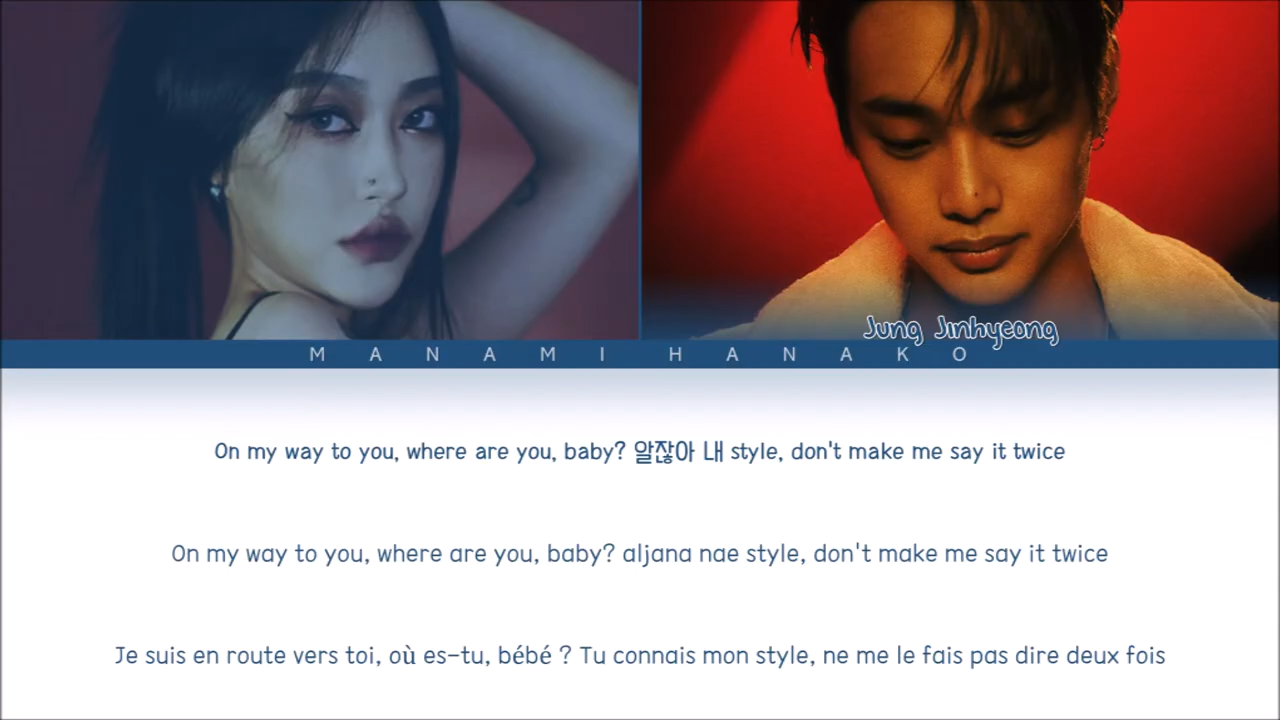 Jung Jinhyeong
MANAMI HANAKO
On my way to you, where are you, baby? 알잖아 내 style, don't make me say it twice
On my way to you, where are you, baby? aljana nae style, don't make me say it twice
Je suis en route vers toi, où es-tu, bébé ? Tu connais mon style, ne me le fais pas dire deux fois